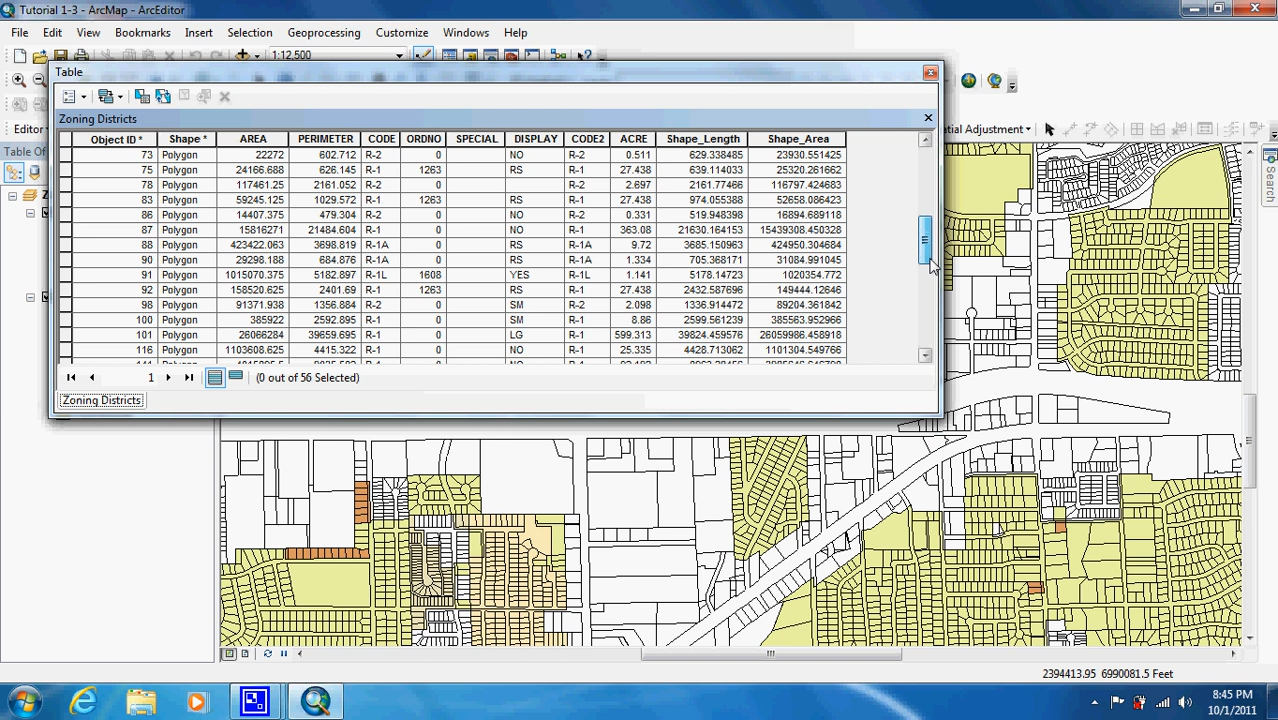 Tutorial 1-3 - ArcMap - ArcEditor
File Edit View Bookmarks Insert Selection Geoprocessing Customize Windows Help
1:12,500
Table
Editor
atial Adjustment
Table Of
Search
Zoning Districts
Object ID * Shape * AREA PERIMETER CODE ORDNO SPECIAL DISPLAY CODE2 ACRE Shape_Length Shape_Area
73 Polygon 22272 602.712 R-2 0 NO R-2 0.511 629.338485 23930.551425
75 Polygon 24166.688 626.145 R-1 1263 RS R-1 27.438 639.114033 25320.261662
78 Polygon 117461.25 2161.052 R-2 0 R-2 2.697 2161.77466 116797.424683
83 Polygon 59245.125 1029.572 R-1 1263 RS R-1 27.438 974.055388 52658.086423
86 Polygon 14407.375 479.304 R-2 0 NO R-2 0.331 519.948398 16894.689118
87 Polygon 15816271 21484.604 R-1 0 NO R-1 363.08 21630.164153 15439308.450328
88 Polygon 423422.063 3698.819 R-1A 0 RS R-1A 9.72 3685.150963 424950.304684
90 Polygon 29298.188 684.876 R-1A 0 RS R-1A 1.334 705.368371 31084.991045
91 Polygon 1015070.375 5182.897 R-1L 1608 YES R-1L 1.141 5178.14723 1020354.772
92 Polygon 158520.625 2401.69 R-1 1263 RS R-1 27.438 2432.587696 149444.12646
98 Polygon 91371.938 1356.884 R-2 0 SM R-2 2.098 1336.914472 89204.361842
100 Polygon 385922 2592.895 R-1 0 SM R-1 8.86 2599.561239 385563.952966
101 Polygon 26066284 39659.695 R-1 0 LG R-1 599.313 39824.459576 26059986.458918
116 Polygon 1103608.625 4415.322 R-1 0 NO R-1 25.335 4428.713062 1101304.549766
1 (0 out of 56 Selected)
Zoning Districts
2394413.95 6990081.5 Feet
8:45 PM
10/1/2011